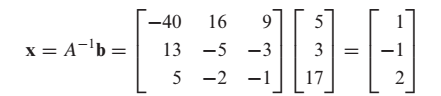 x = A⁻¹b = [−40 16 9; 13 −5 −3; 5 −2 −1] [5; 3; 17] = [1; −1; 2]